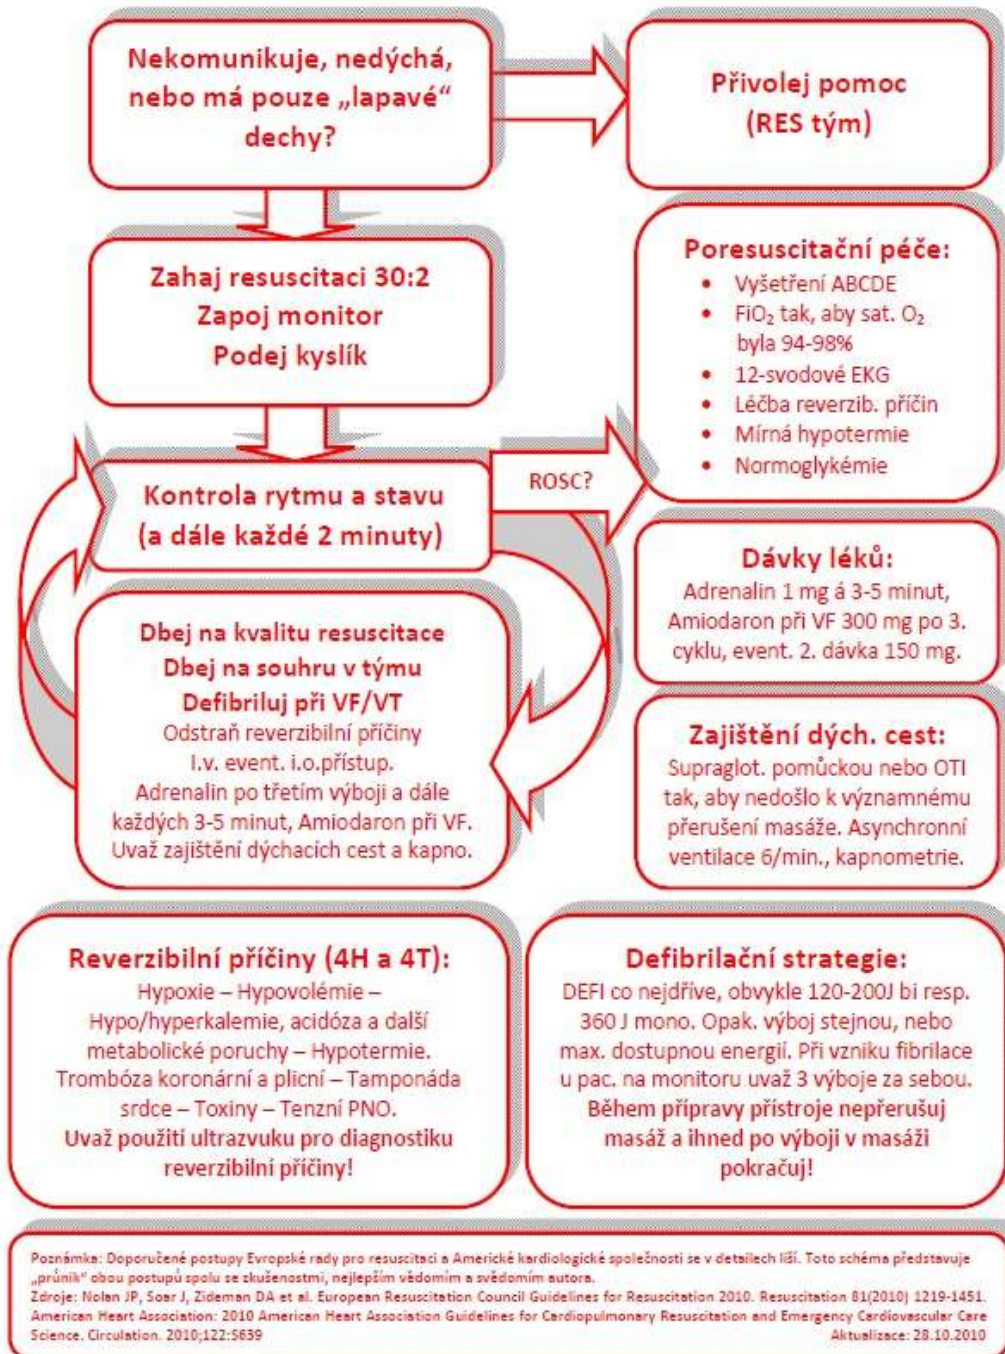 Nekomunikuje, nedýchá,
nebo má pouze „lapavé“
dechy?
Přivolej pomoc
(RES tým)
Zahaj resuscitaci 30:2
Zapoj monitor
Podej kyslík
Poresuscitační péče:
• Vyšetření ABCDE
• FiO₂ tak, aby sat. O₂
byla 94-98%
• 12-svodové EKG
• Léčba reverzib. příčin
• Mírná hypotermie
• Normoglykémie
Kontrola rytmu a stavu
(a dále každé 2 minuty)
ROSC?
Dbej na kvalitu resuscitace
Dbej na souhru v týmu
Defibriluj při VF/VT
Odstraň reverzibilní příčiny
I.v. event. i.o.přístup.
Adrenalin po třetím výboji a dále
každých 3-5 minut, Amiodaron při VF.
Uvaž zajištění dýchacích cest a kapno.
Dávky léků:
Adrenalin 1 mg á 3-5 minut,
Amiodaron při VF 300 mg po 3.
cyklu, event. 2. dávka 150 mg.
Zajištění dých. cest:
Supraglot. pomůckou nebo OTI
tak, aby nedošlo k významnému
přerušení masáže. Asynchronní
ventilace 6/min., kapnometrie.
Reverzibilní příčiny (4H a 4T):
Hypoxie – Hypovolémie –
Hypo/hyperkalemie, acidóza a další
metabolické poruchy – Hypotermie.
Trombóza koronární a plicní – Tamponáda
srdce – Toxiny – Tenzní PNO.
Uvaž použití ultrazvuku pro diagnostiku
reverzibilní příčiny!
Defibrilační strategie:
DEFI co nejdříve, obvykle 120-200J bi resp.
360 J mono. Opak. výboj stejnou, nebo
max. dostupnou energií. Při vzniku fibrilace
u pac. na monitoru uvaž 3 výboje za sebou.
Během přípravy přístroje nepřerušuj
masáž a ihned po výboji v masáži
pokračuj!
Poznámka: Doporučené postupy Evropské rady pro resuscitaci a Americké kardiologické společnosti se v detailech liší. Toto schéma představuje
„průnik“ obou postupů spolu se zkušenostmi, nejlepším vědomím a svědomím autora.
Zdroje: Nolan JP, Soar J, Zideman DA et al. European Resuscitation Council Guidelines for Resuscitation 2010. Resuscitation 81(2010) 1219-1451.
American Heart Association: 2010 American Heart Association Guidelines for Cardiopulmonary Resuscitation and Emergency Cardiovascular Care
Science. Circulation. 2010;122:S639 Aktualizace: 28.10.2010